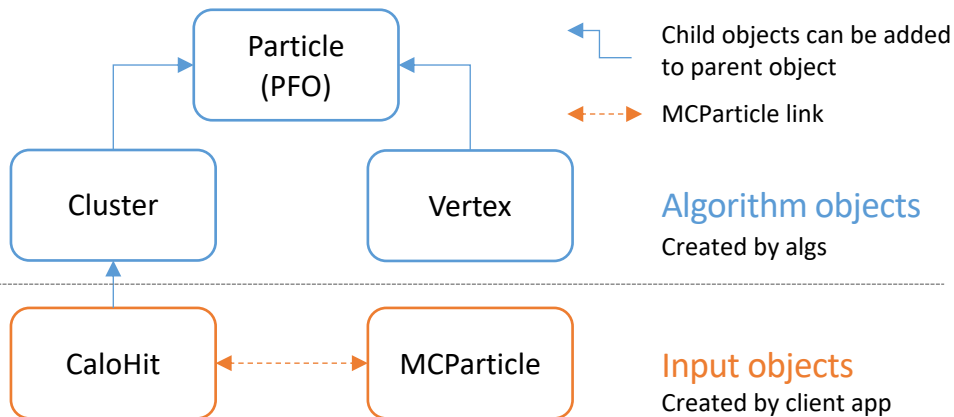 Particle
(PFO)
Child objects can be added
to parent object
MCParticle link
Cluster
Vertex
Algorithm objects
Created by algs
CaloHit
MCParticle
Input objects
Created by client app